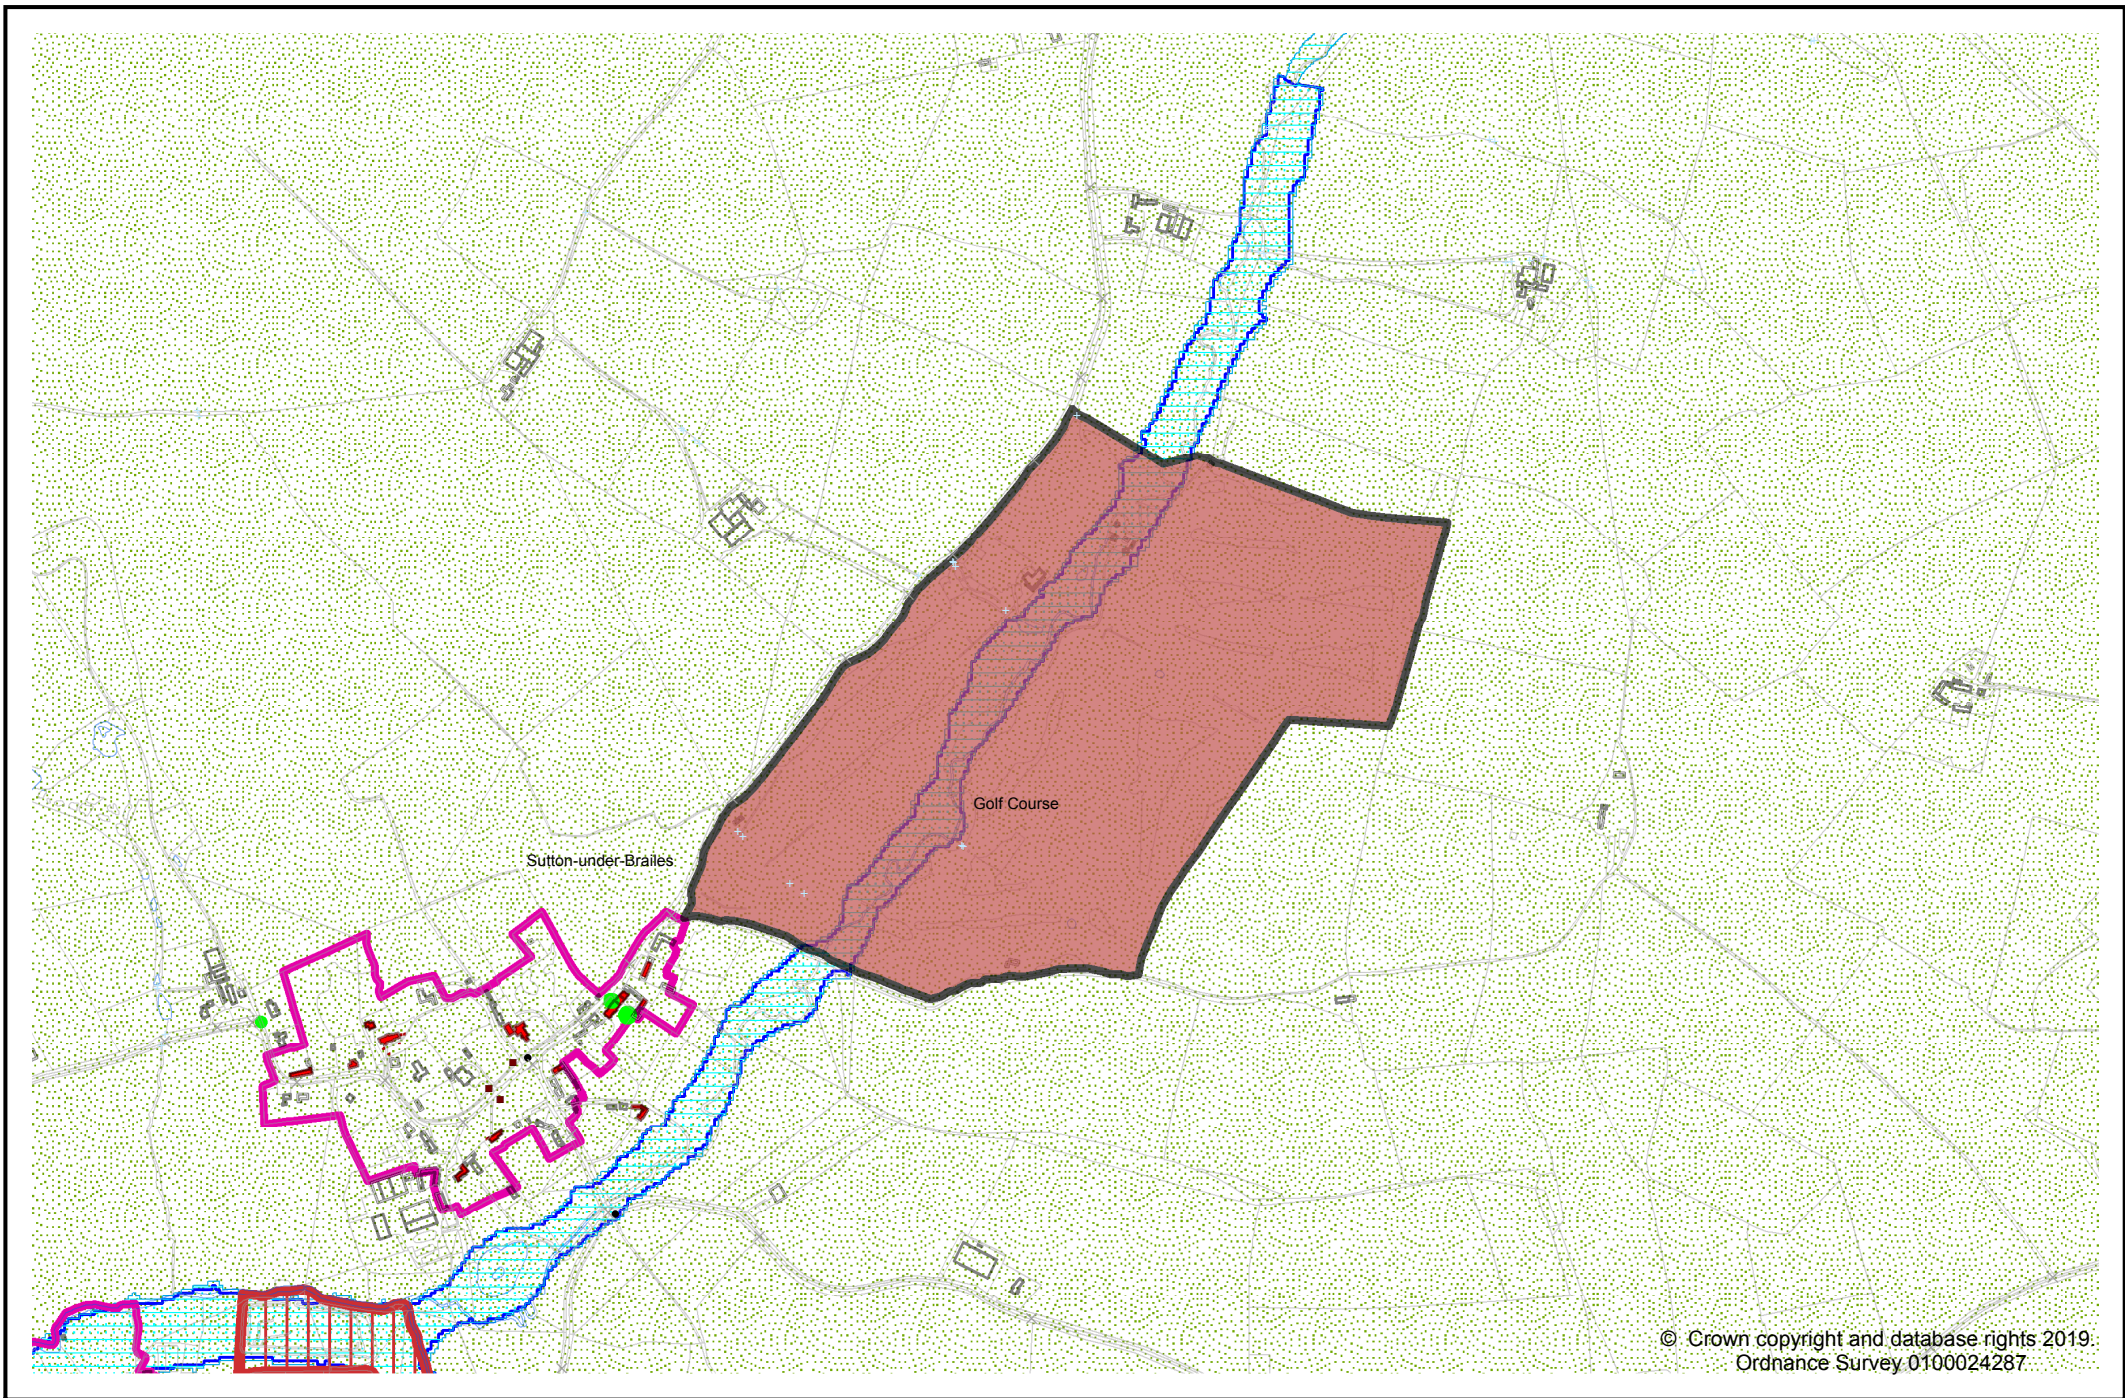 Golf Course
Sutton-under-Brailes
© Crown copyright and database rights 2019.
Ordnance Survey 0100024287